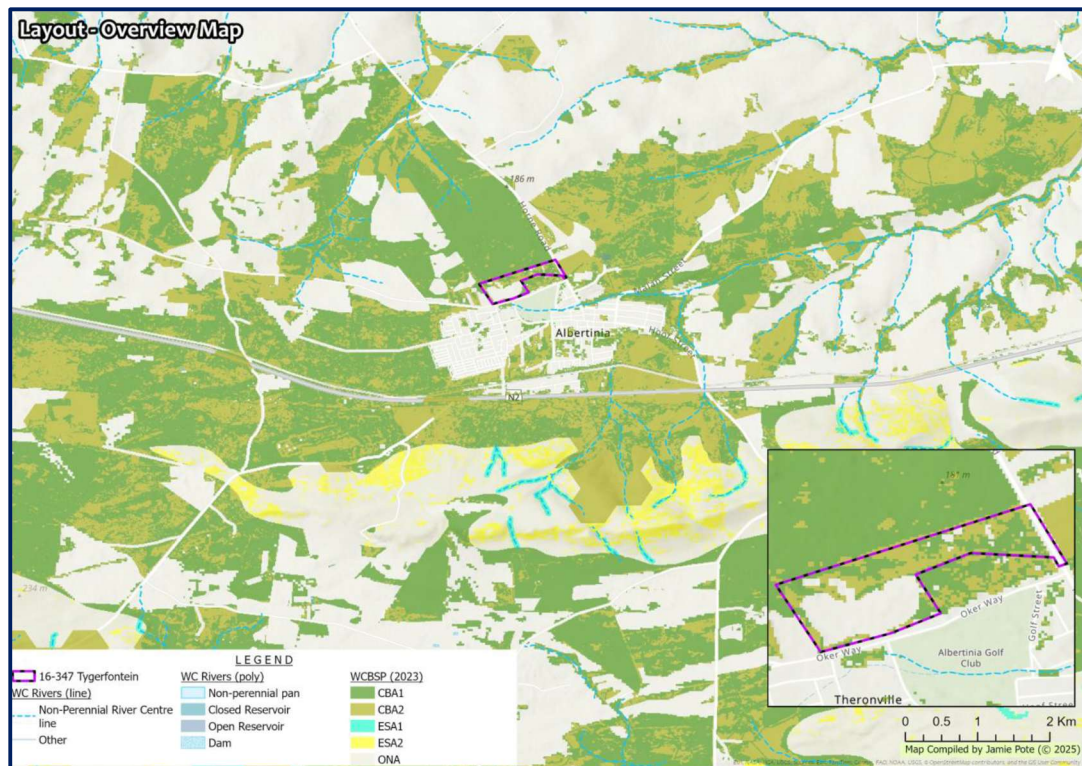 Layout - Overview Map
186 m
Morris Street
Albertinia
N2
234 m
181 m
Oker Way
Oker Way
Golf Street
Albertinia Golf
Club
Theronville
0 0.5 1 2 Km
Map Compiled by Jamie Pote (© 2025)
LEGEND
16-347 Tygerfontein
WC Rivers (line)
Non-Perennial River Centre
line
Other
WC Rivers (poly)
Non-perennial pan
Closed Reservoir
Open Reservoir
Dam
WCBSP (2023)
CBA1
CBA2
ESA1
ESA2
ONA